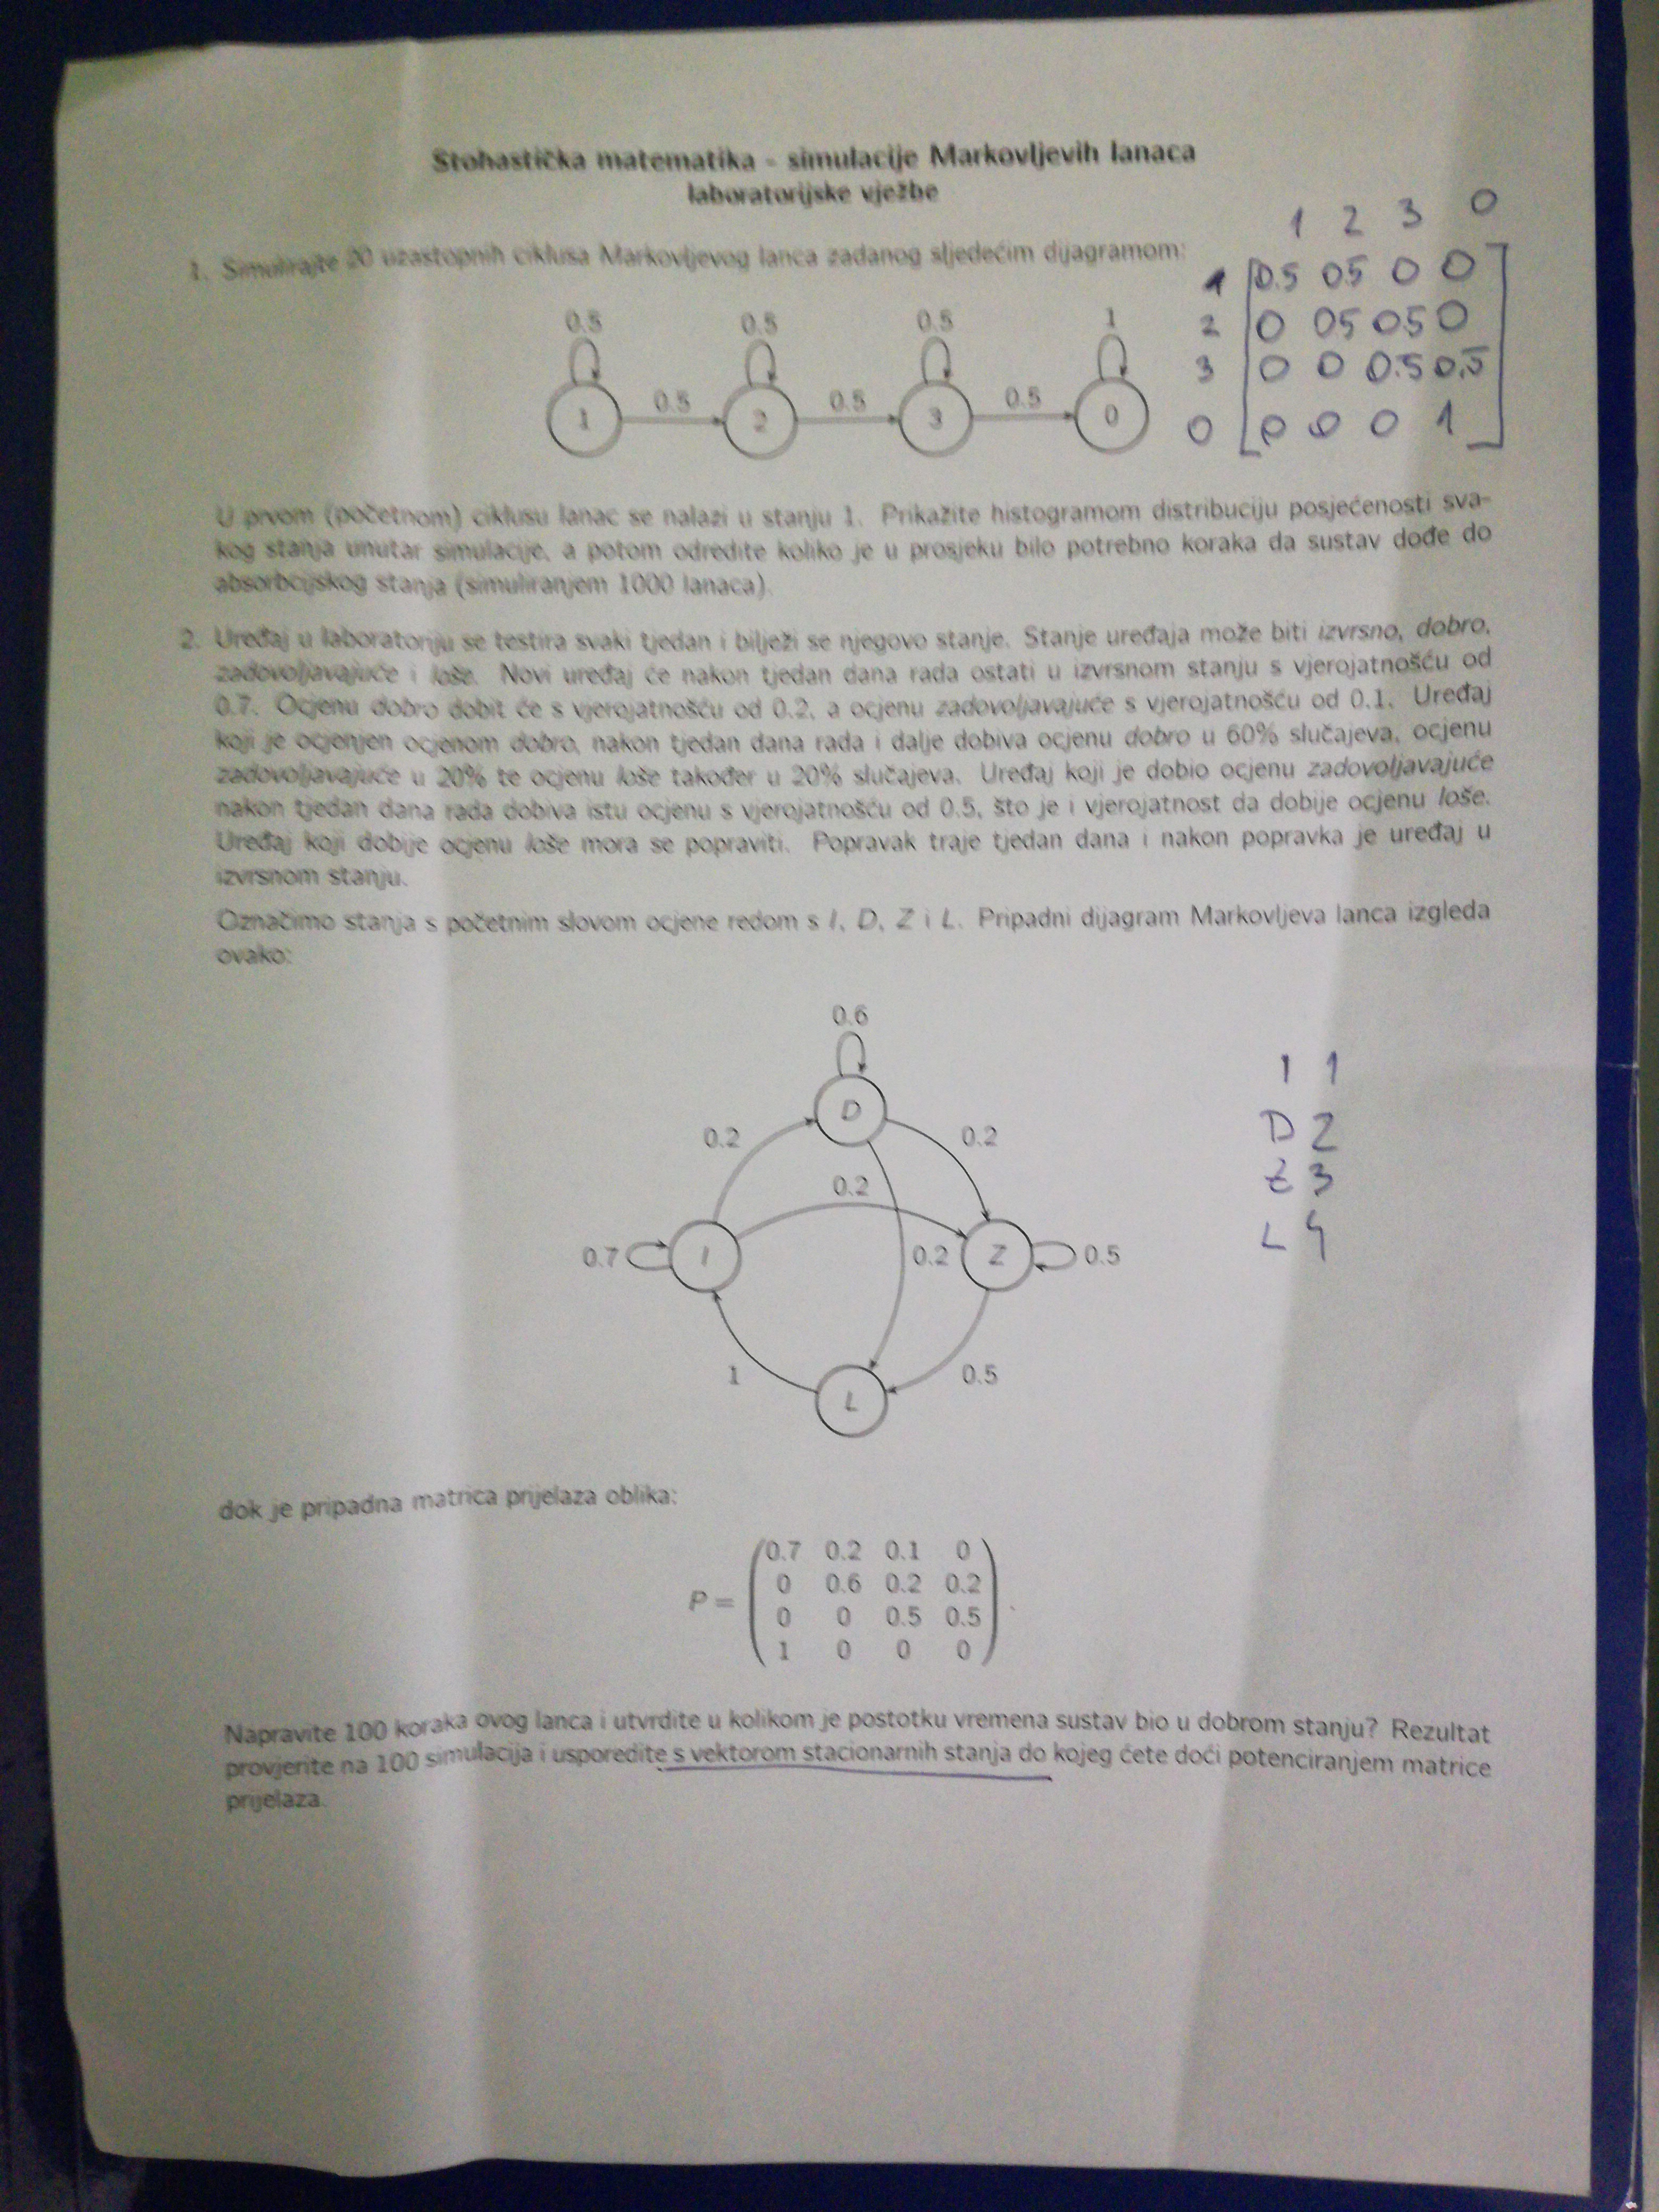 Stohastička matematika - simulacije Markovljevih lanaca
laboratorijske vježbe
1. Simulirajte 20 uzastopnih ciklusa Markovljevog lanca zadanog sljedećim dijagramom:
0.5 0.5 0.5 1
1 0.5 2 0.5 3 0.5 0
1 2 3 0
1 0.5 05 0 0
2 0 05 05 0
3 0 0 0.5 0.5
0 0 0 0 1
U prvom (početnom) ciklusu lanac se nalazi u stanju 1. Prikažite histogramom distribuciju posjećenosti sva-
kog stanja unutar simulacije, a potom odredite koliko je u prosjeku bilo potrebno koraka da sustav dođe do
absorbcijskog stanja (simuliranjem 1000 lanaca).
2. Uređaj u laboratoriju se testira svaki tjedan i bilježi se njegovo stanje. Stanje uređaja može biti izvrsno, dobro,
zadovoljavajuće i loše. Novi uređaj će nakon tjedan dana rada ostati u izvrsnom stanju s vjerojatnošću od
0.7. Ocjenu dobro dobit će s vjerojatnošću od 0.2, a ocjenu zadovoljavajuće s vjerojatnošću od 0.1. Uređaj
koji je ocjenjen ocjenom dobro, nakon tjedan dana rada i dalje dobiva ocjenu dobro u 60% slučajeva, ocjenu
zadovoljavajuće u 20% te ocjenu loše također u 20% slučajeva. Uređaj koji je dobio ocjenu zadovoljavajuće
nakon tjedan dana rada dobiva istu ocjenu s vjerojatnošću od 0.5, što je i vjerojatnost da dobije ocjenu loše.
Uređaj koji dobije ocjenu loše mora se popraviti. Popravak traje tjedan dana i nakon popravka je uređaj u
izvrsnom stanju.
Označimo stanja s početnim slovom ocjene redom s I, D, Z i L. Pripadni dijagram Markovljeva lanca izgleda
ovako:
0.6
D
0.2 0.2
0.2
0.7 I 0.2 Z 0.5
1 0.5
L
I 1
D 2
Z 3
L 4
dok je pripadna matrica prijelaza oblika:
P =
0.7 0.2 0.1 0
0 0.6 0.2 0.2
0 0 0.5 0.5
1 0 0 0
.
Napravite 100 koraka ovog lanca i utvrdite u kolikom je postotku vremena sustav bio u dobrom stanju? Rezultat
provjerite na 100 simulacija i usporedite s vektorom stacionarnih stanja do kojeg ćete doći potenciranjem matrice
prijelaza.